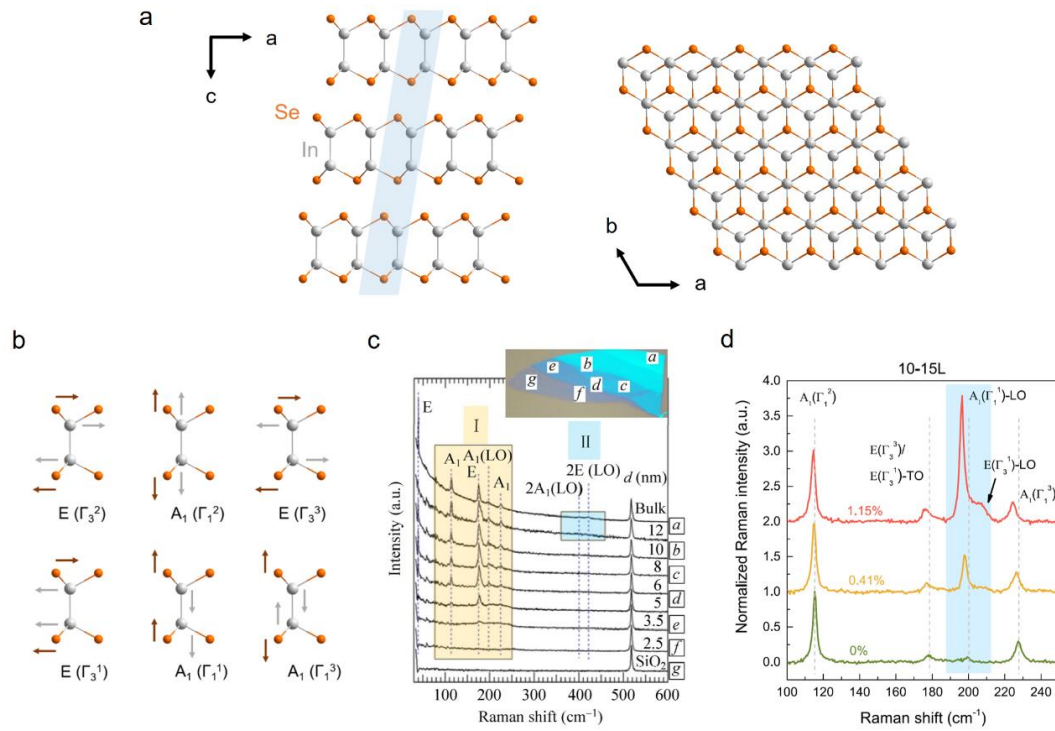 a
a
c
Se
In
b
a
b
E (Γ₃²)
A₁ (Γ₁²)
E (Γ₃³)
E (Γ₃¹)
A₁ (Γ₁¹)
A₁ (Γ₁³)
c
a
b
e
g
d
c
f
E
I
II
A₁
A₁(LO)
E
A₁
2E (LO)
2A₁(LO)
d (nm)
Bulk
12
a
10
b
8
c
6
d
5
3.5
e
2.5
f
SiO₂
g
Intensity (a.u.)
100 200 300 400 500 600
Raman shift (cm⁻¹)
d
10-15L
4.0
3.5
3.0
2.5
2.0
1.5
1.0
0.5
0.0
Normalized Raman intensity (a.u.)
A₁(Γ₁²)
A₁(Γ₁¹)-LO
E(Γ₃³)/
E(Γ₃¹)-TO
E(Γ₃¹)-LO
A₁(Γ₁³)
1.15%
0.41%
0%
100 120 140 160 180 200 220 240
Raman shift (cm⁻¹)